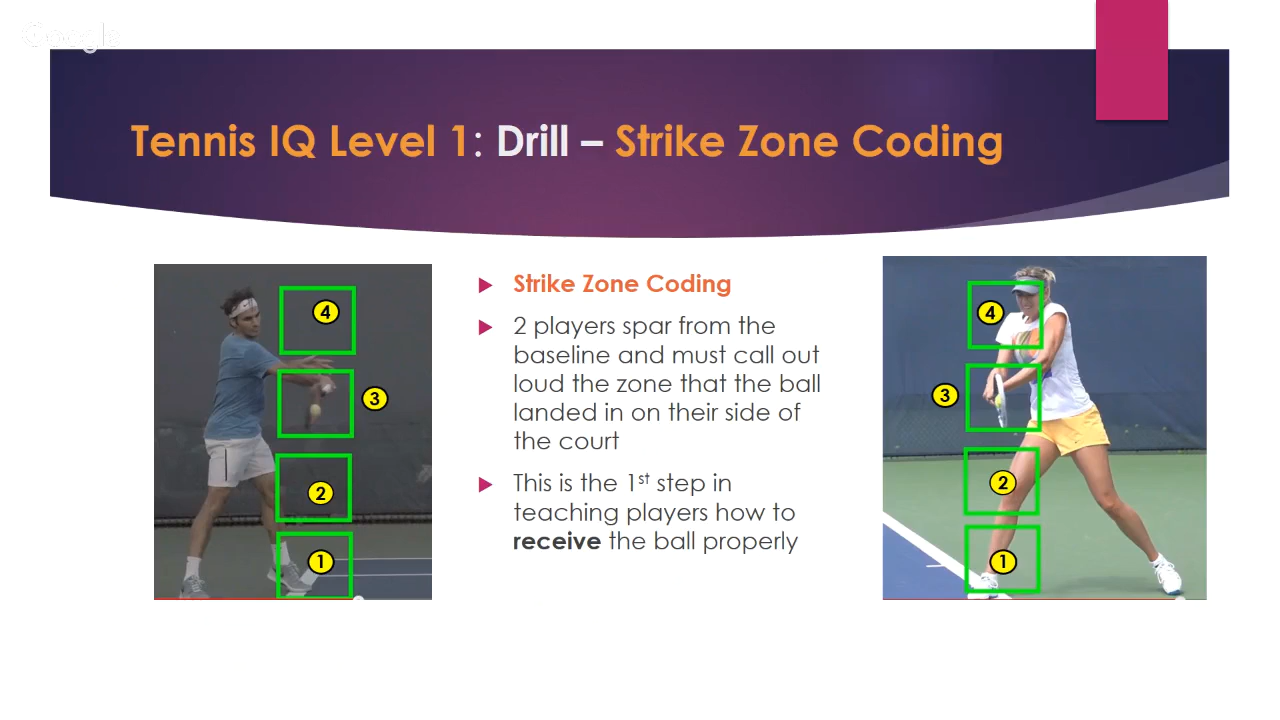 Google
Tennis IQ Level 1: Drill – Strike Zone Coding
4
3
2
1
Strike Zone Coding
2 players spar from the
baseline and must call out
loud the zone that the ball
landed in on their side of
the court
This is the 1st step in
teaching players how to
receive the ball properly
4
3
2
1